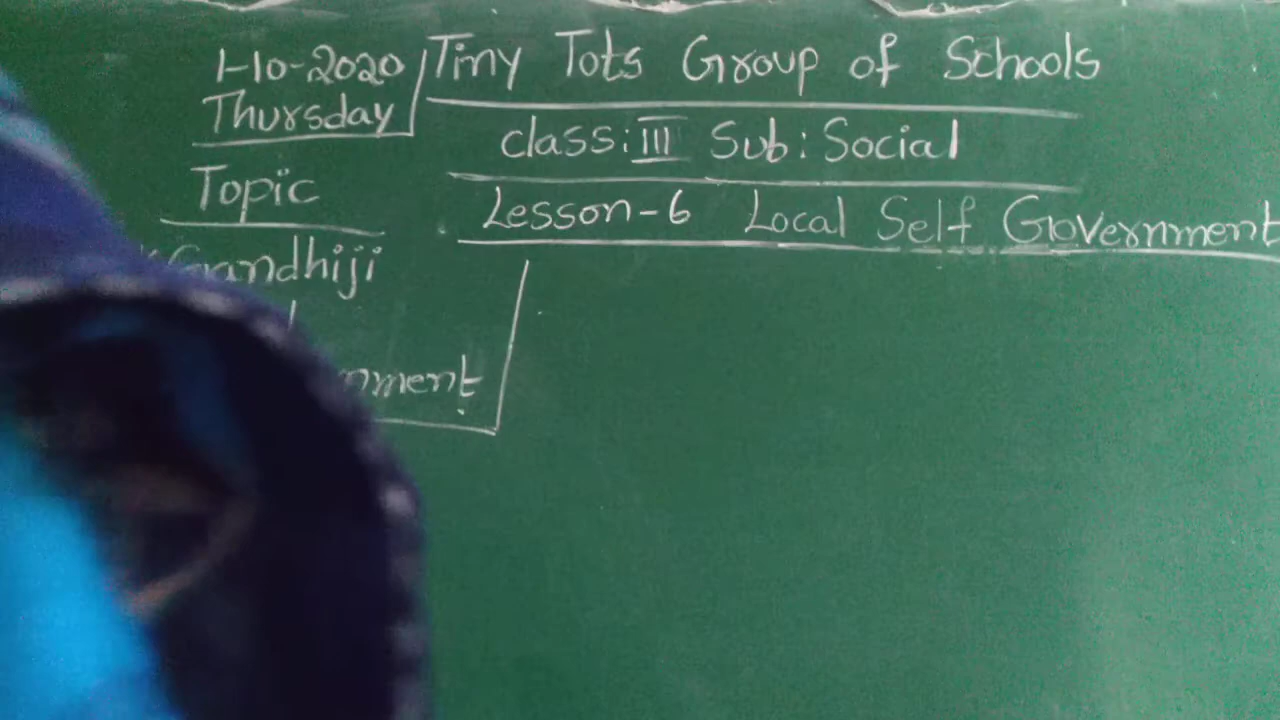 1-10-2020
Thursday
Tiny Tots Group of Schools
class: III Sub: Social
Lesson-6 Local Self Government
Topic
Gandhiji